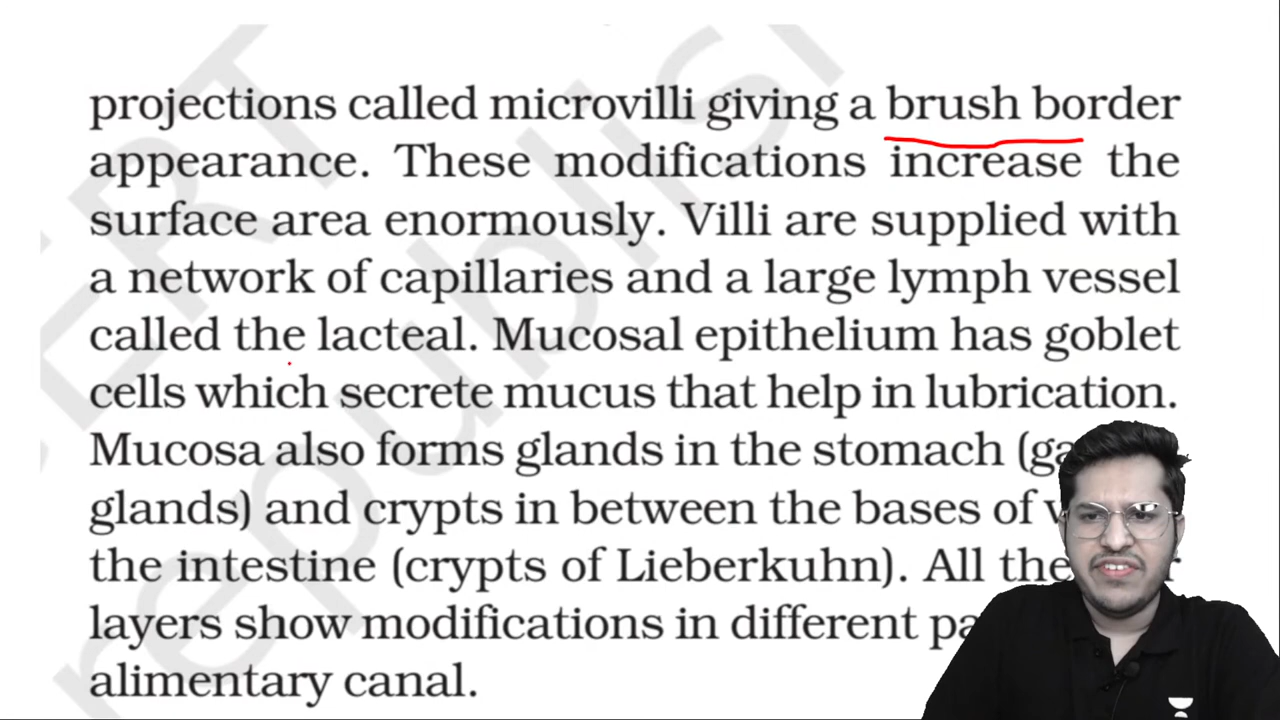 projections called microvilli giving a brush border
appearance. These modifications increase the
surface area enormously. Villi are supplied with
a network of capillaries and a large lymph vessel
called the lacteal. Mucosal epithelium has goblet
cells which secrete mucus that help in lubrication.
Mucosa also forms glands in the stomach
glands) and crypts in between the bases of
the intestine (crypts of Lieberkuhn). All
layers show modifications in different
alimentary canal.